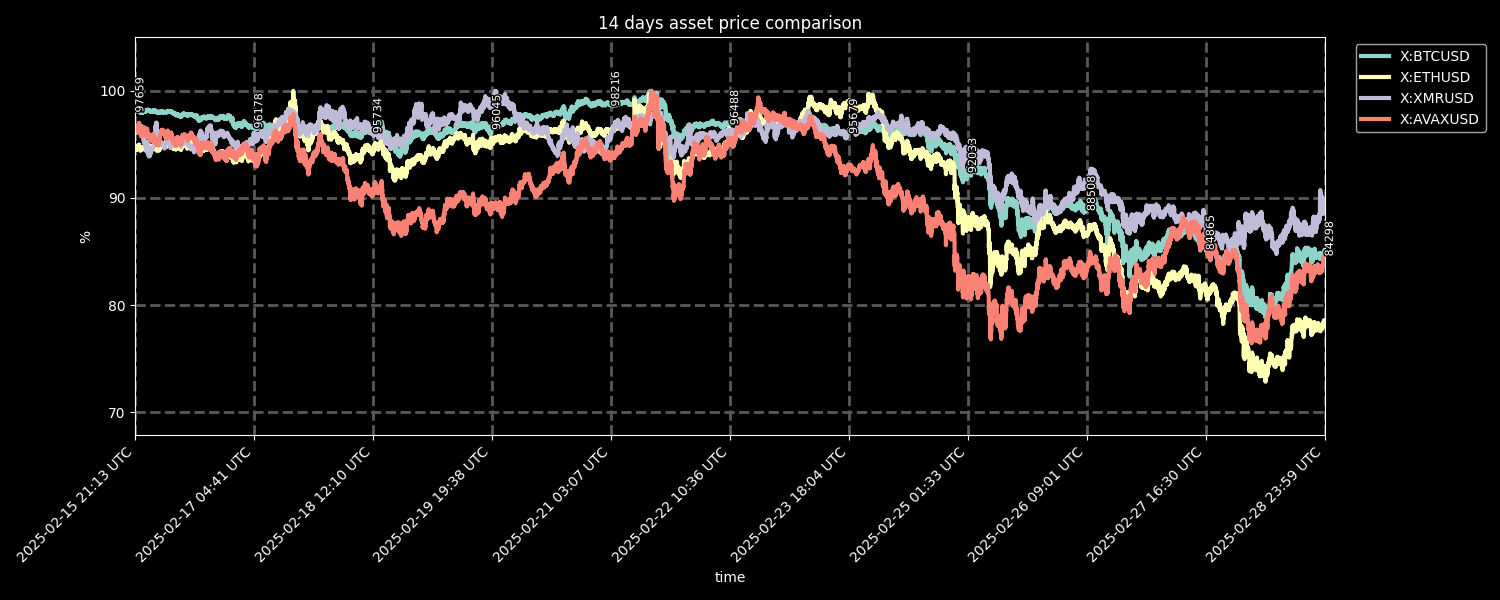 14 days asset price comparison
X:BTCUSD
X:ETHUSD
X:XMRUSD
X:AVAXUSD
100
90
80
70
%
97659
96178
95734
96045
98216
96488
95679
92033
88508
84865
84298
2025-02-15 21:13 UTC
2025-02-17 04:41 UTC
2025-02-18 12:10 UTC
2025-02-19 19:38 UTC
2025-02-21 03:07 UTC
2025-02-22 10:36 UTC
2025-02-23 18:04 UTC
2025-02-25 01:33 UTC
2025-02-26 09:01 UTC
2025-02-27 16:30 UTC
2025-02-28 23:59 UTC
time